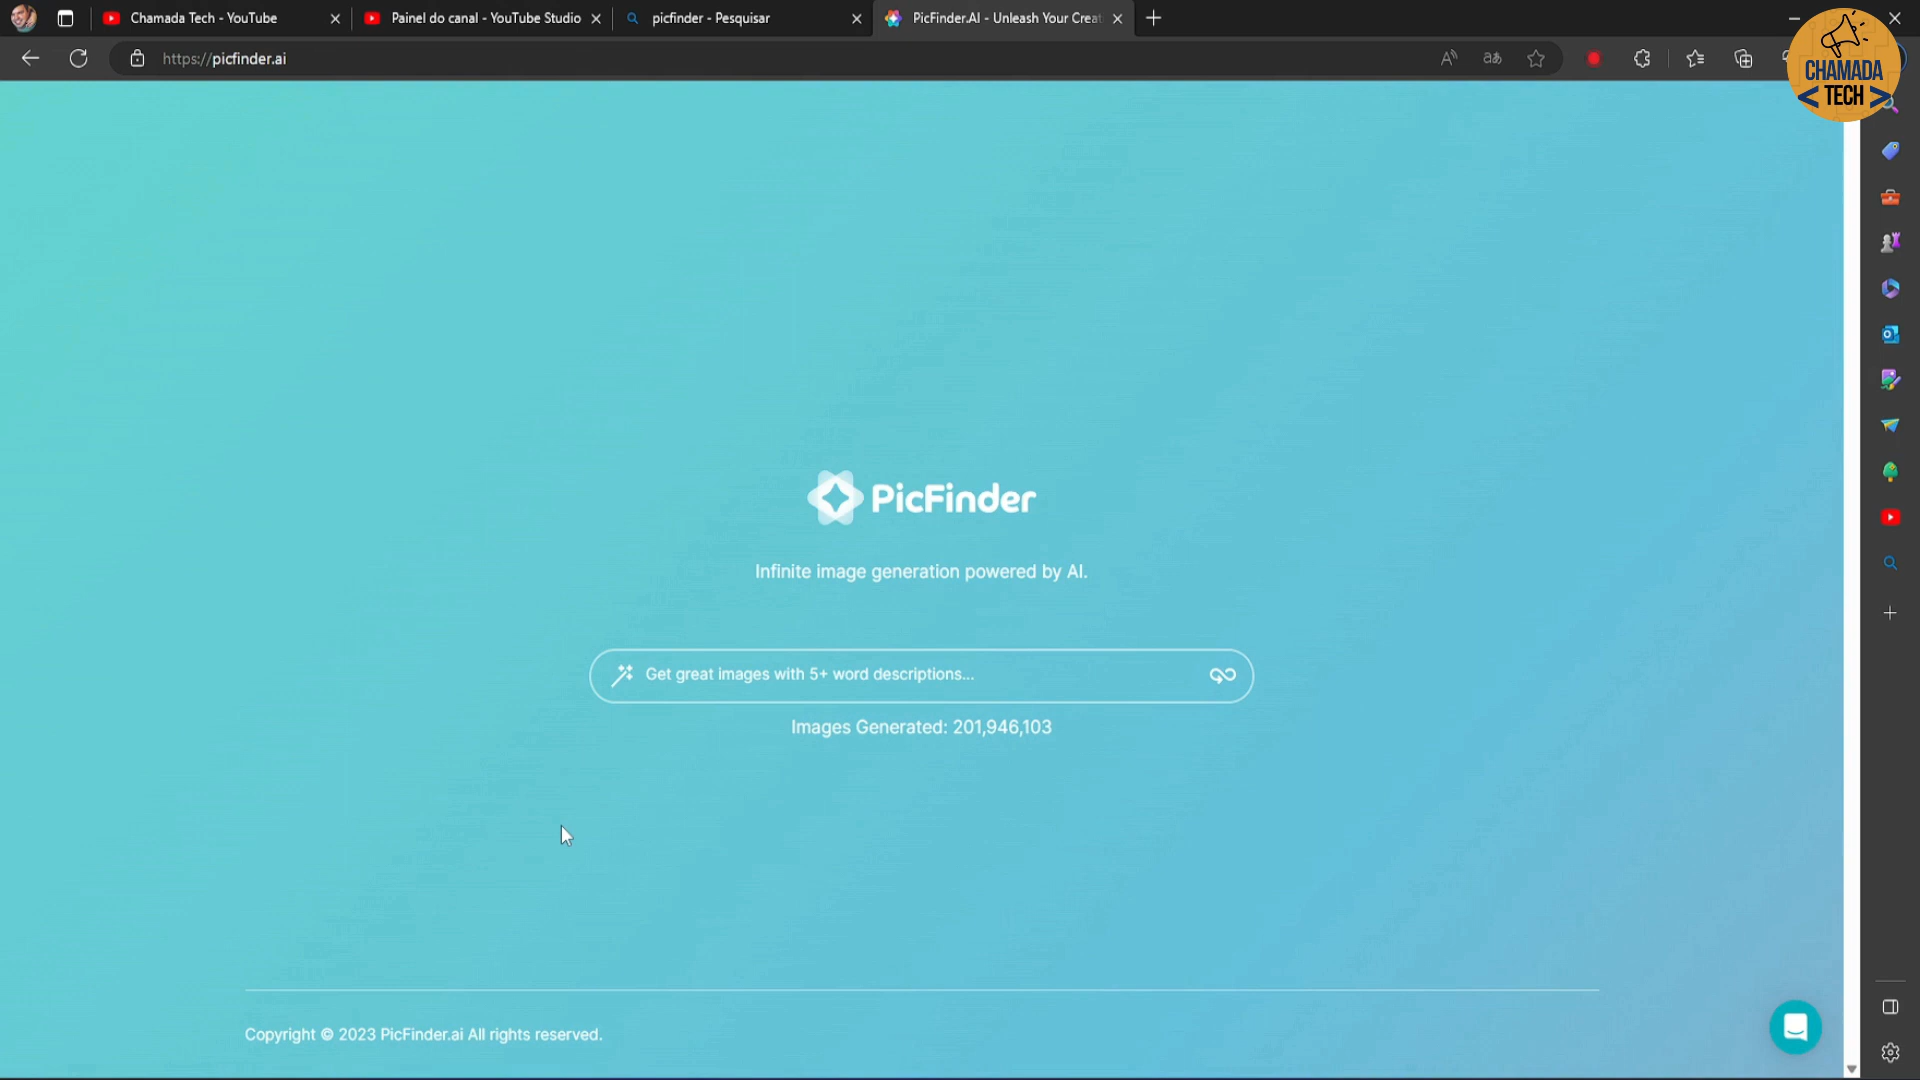 Chamada Tech - YouTube
Painel do canal - YouTube Studio
picfinder - Pesquisar
PicFinder.AI - Unleash Your Creat
https://picfinder.ai
CHAMADA
<TECH>
PicFinder
Infinite image generation powered by AI.
Get great images with 5+ word descriptions...
Images Generated: 201,946,103
Copyright © 2023 PicFinder.ai All rights reserved.